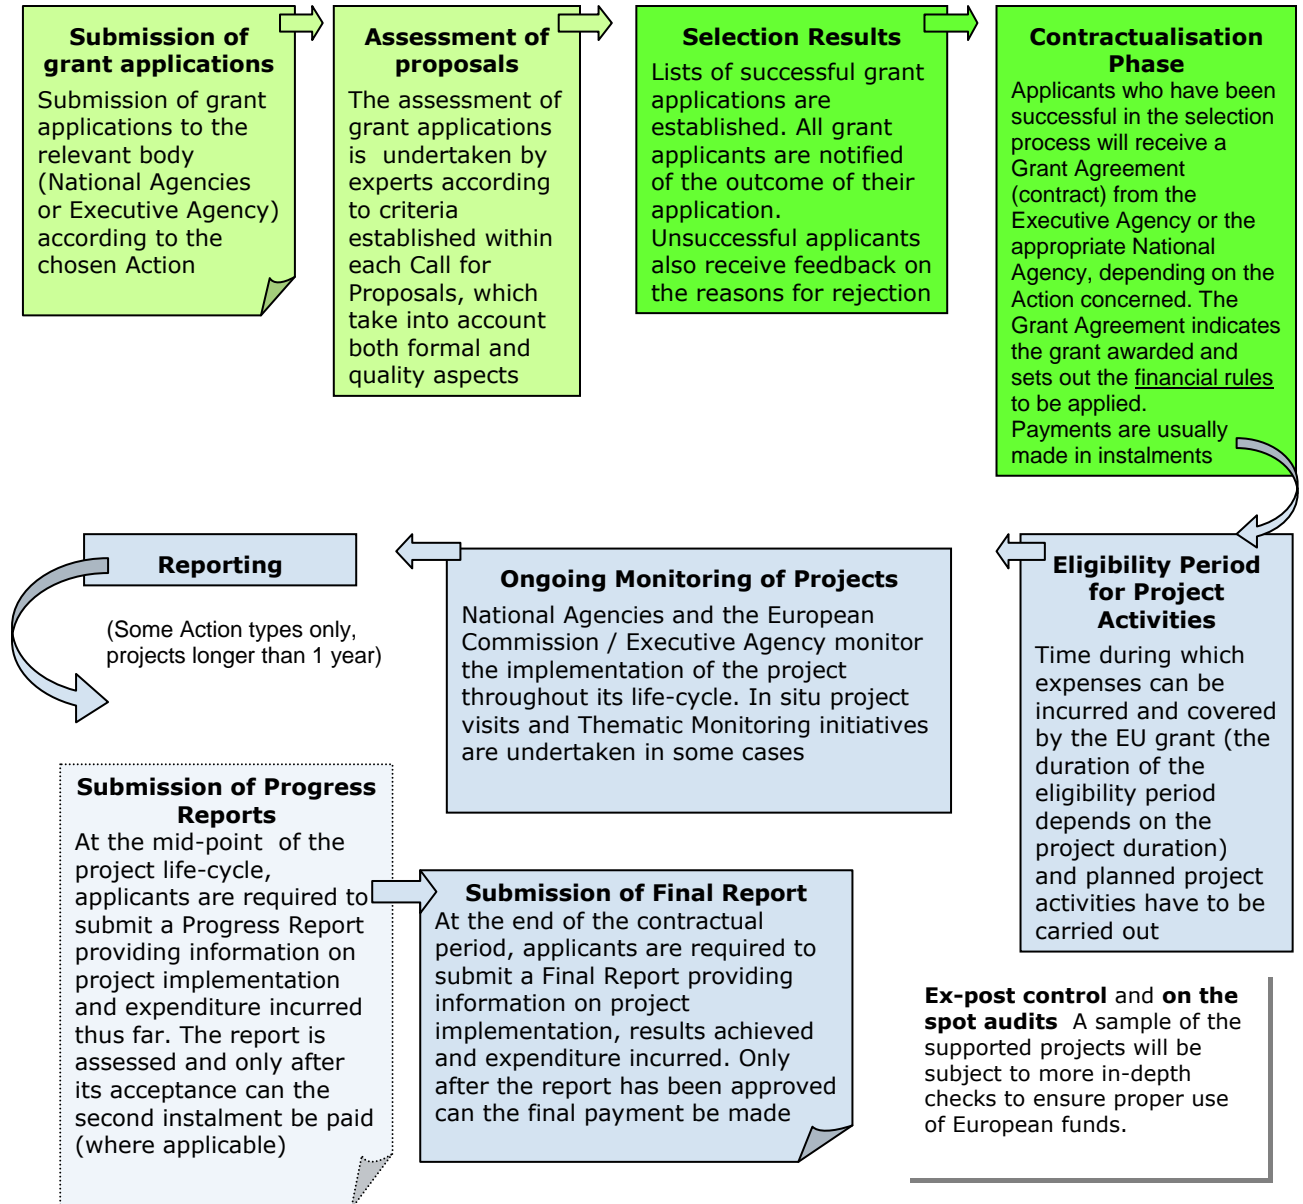 Submission of
grant applications
Submission of grant
applications to the
relevant body
(National Agencies
or Executive Agency)
according to the
chosen Action
Assessment of
proposals
The assessment of
grant applications
is undertaken by
experts according
to criteria
established within
each Call for
Proposals, which
take into account
both formal and
quality aspects
Selection Results
Lists of successful grant
applications are
established. All grant
applicants are notified
of the outcome of their
application.
Unsuccessful applicants
also receive feedback on
the reasons for rejection
Contractualisation
Phase
Applicants who have been
successful in the selection
process will receive a
Grant Agreement
(contract) from the
Executive Agency or the
appropriate National
Agency, depending on the
Action concerned. The
Grant Agreement indicates
the grant awarded and
sets out the financial rules
to be applied.
Payments are usually
made in instalments
Eligibility Period
for Project
Activities
Time during which
expenses can be
incurred and covered
by the EU grant (the
duration of the
eligibility period
depends on the
project duration)
and planned project
activities have to be
carried out
Ongoing Monitoring of Projects
National Agencies and the European
Commission / Executive Agency monitor
the implementation of the project
throughout its life-cycle. In situ project
visits and Thematic Monitoring initiatives
are undertaken in some cases
Reporting
(Some Action types only,
projects longer than 1 year)
Submission of Progress
Reports
At the mid-point of the
project life-cycle,
applicants are required to
submit a Progress Report
providing information on
project implementation
and expenditure incurred
thus far. The report is
assessed and only after
its acceptance can the
second instalment be paid
(where applicable)
Submission of Final Report
At the end of the contractual
period, applicants are required to
submit a Final Report providing
information on project
implementation, results achieved
and expenditure incurred. Only
after the report has been approved
can the final payment be made
Ex-post control and on the
spot audits A sample of the
supported projects will be
subject to more in-depth
checks to ensure proper use
of European funds.